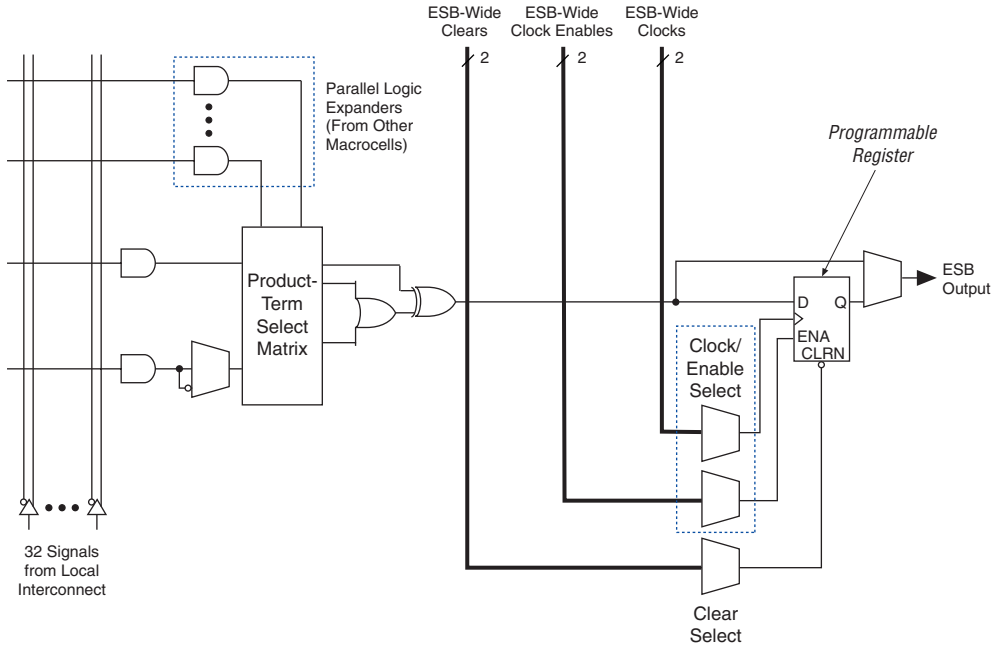 ESB-Wide
Clears
ESB-Wide
Clock Enables
ESB-Wide
Clocks
2
2
2
Parallel Logic
Expanders
(From Other
Macrocells)
Programmable
Register
Product-
Term
Select
Matrix
ESB
Output
D
Q
ENA
CLRN
Clock/
Enable
Select
32 Signals
from Local
Interconnect
Clear
Select